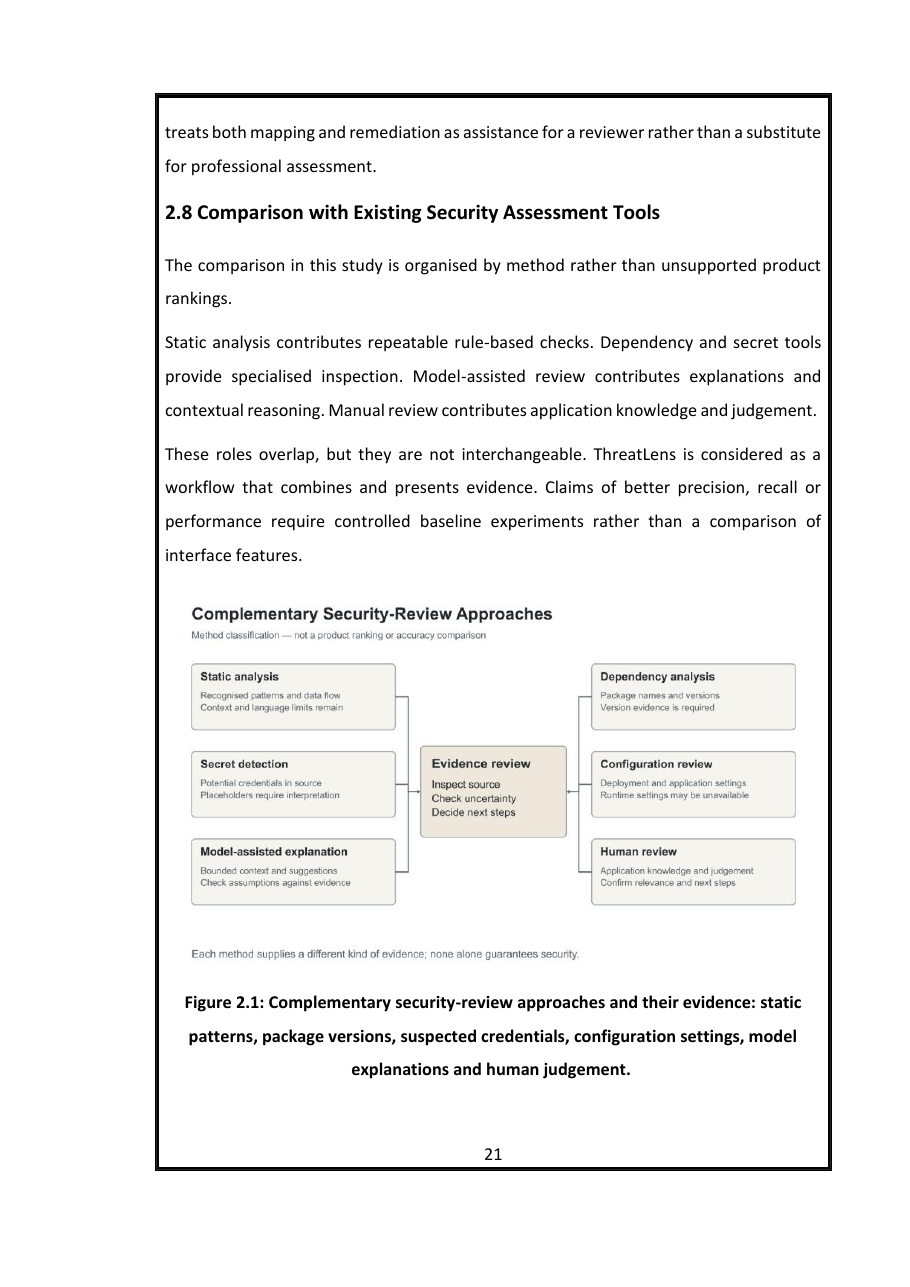 treats both mapping and remediation as assistance for a reviewer rather than a substitute
for professional assessment.
2.8 Comparison with Existing Security Assessment Tools
The comparison in this study is organised by method rather than unsupported product
rankings.
Static analysis contributes repeatable rule-based checks. Dependency and secret tools
provide specialised inspection. Model-assisted review contributes explanations and
contextual reasoning. Manual review contributes application knowledge and judgement.
These roles overlap, but they are not interchangeable. ThreatLens is considered as a
workflow that combines and presents evidence. Claims of better precision, recall or
performance require controlled baseline experiments rather than a comparison of
interface features.
Complementary Security-Review Approaches
Method classification — not a product ranking or accuracy comparison
Static analysis
Recognised patterns and data flow
Context and language limits remain
Secret detection
Potential credentials in source
Placeholders require interpretation
Model-assisted explanation
Bounded context and suggestions
Check assumptions against evidence
Evidence review
Inspect source
Check uncertainty
Decide next steps
Dependency analysis
Package names and versions
Version evidence is required
Configuration review
Deployment and application settings
Runtime settings may be unavailable
Human review
Application knowledge and judgement
Confirm relevance and next steps
Each method supplies a different kind of evidence; none alone guarantees security.
Figure 2.1: Complementary security-review approaches and their evidence: static
patterns, package versions, suspected credentials, configuration settings, model
explanations and human judgement.
21